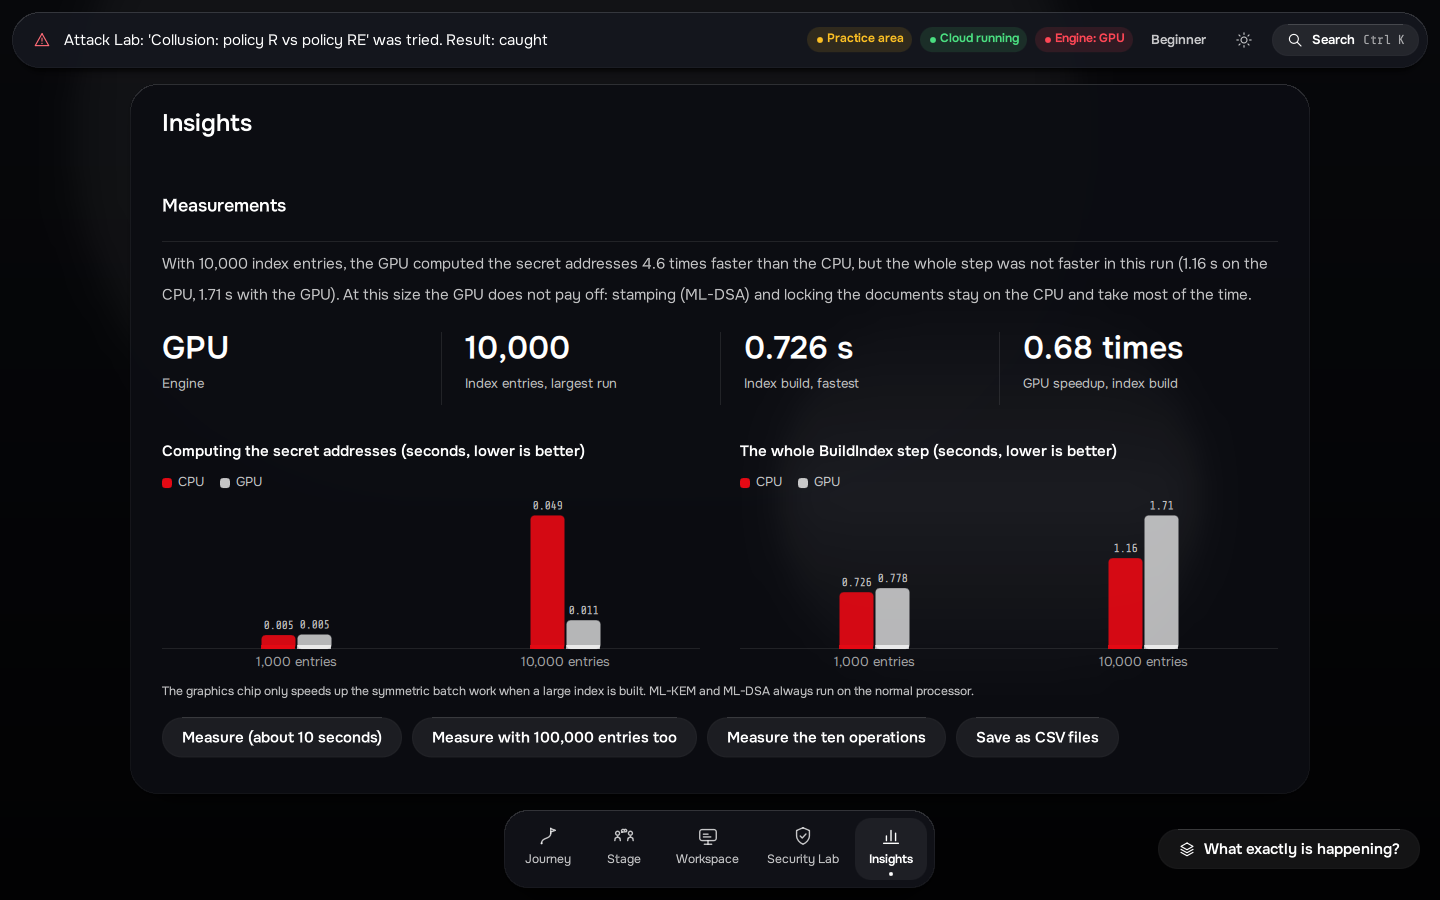 Attack Lab: 'Collusion: policy R vs policy RE' was tried. Result: caught
Practice area
Cloud running
Engine: GPU
Beginner
Search Ctrl K
Insights
Measurements
With 10,000 index entries, the GPU computed the secret addresses 4.6 times faster than the CPU, but the whole step was not faster in this run (1.16 s on the
CPU, 1.71 s with the GPU). At this size the GPU does not pay off: stamping (ML-DSA) and locking the documents stay on the CPU and take most of the time.
GPU
Engine
10,000
Index entries, largest run
0.726 s
Index build, fastest
0.68 times
GPU speedup, index build
Computing the secret addresses (seconds, lower is better)
CPU GPU
0.049
0.011
0.005 0.005
1,000 entries 10,000 entries
The whole BuildIndex step (seconds, lower is better)
CPU GPU
1.71
1.16
0.726 0.778
1,000 entries 10,000 entries
The graphics chip only speeds up the symmetric batch work when a large index is built. ML-KEM and ML-DSA always run on the normal processor.
Measure (about 10 seconds)
Measure with 100,000 entries too
Measure the ten operations
Save as CSV files
Journey
Stage
Workspace
Security Lab
Insights
What exactly is happening?